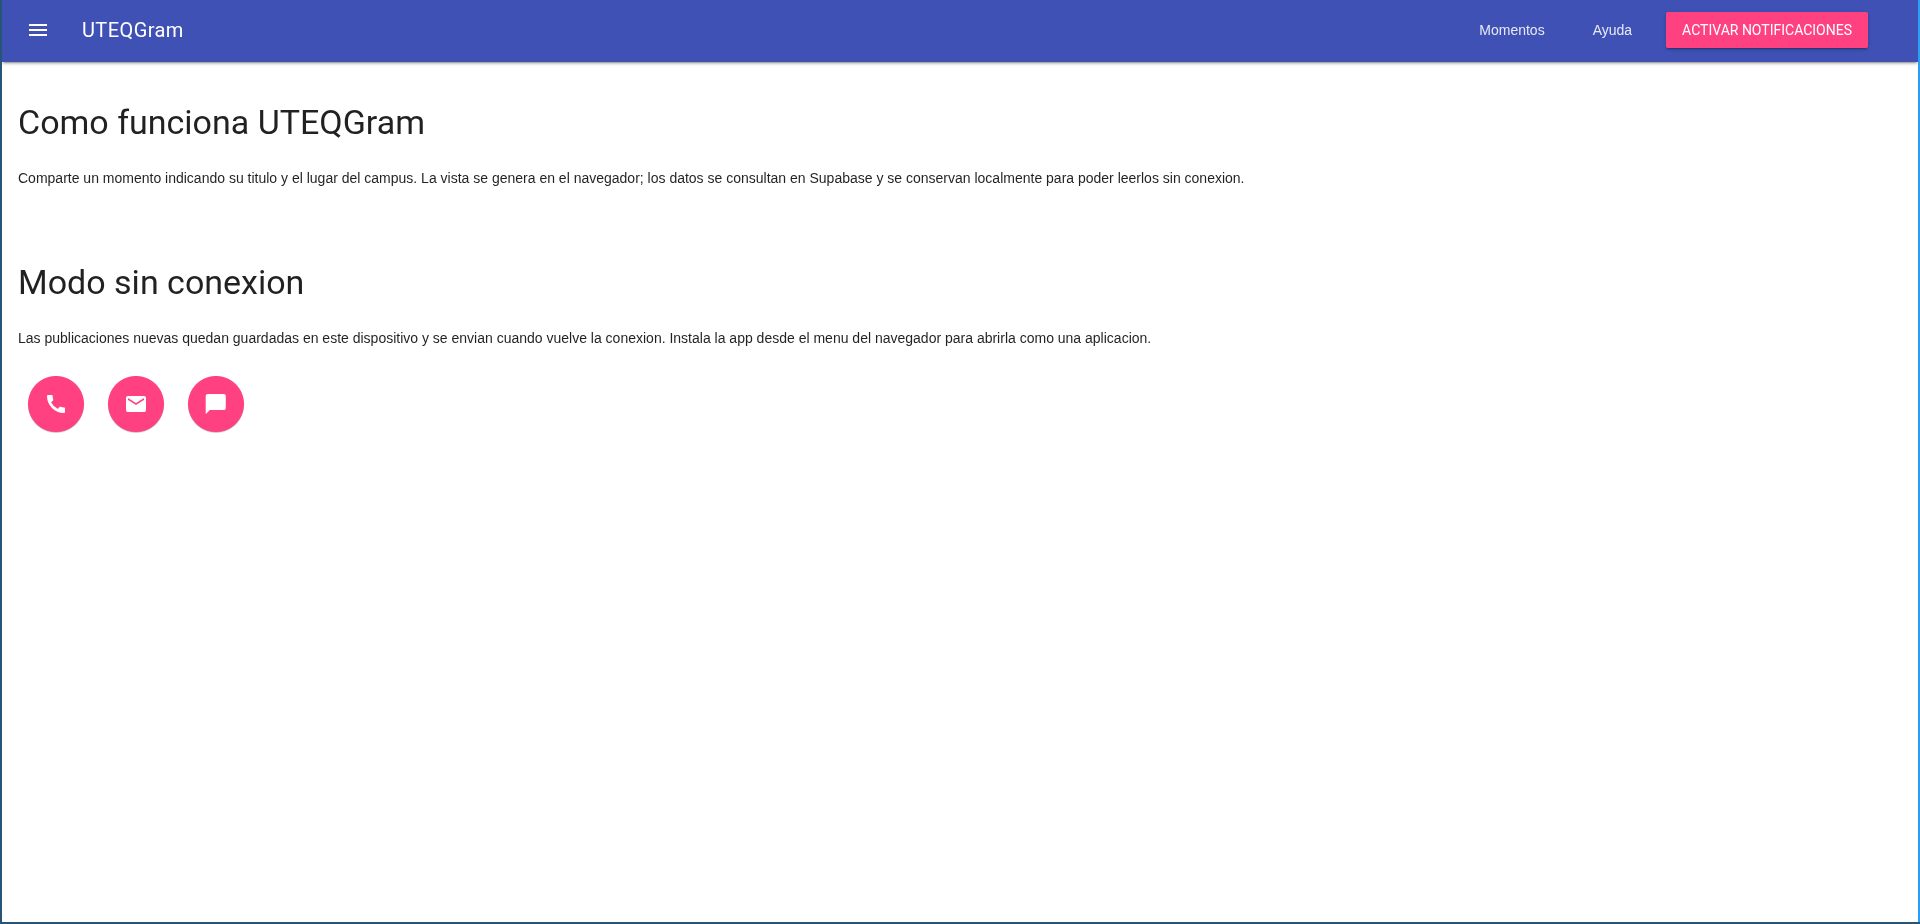 UTEQGram
Momentos
Ayuda
ACTIVAR NOTIFICACIONES
Como funciona UTEQGram
Comparte un momento indicando su titulo y el lugar del campus. La vista se genera en el navegador; los datos se consultan en Supabase y se conservan localmente para poder leerlos sin conexion.
Modo sin conexion
Las publicaciones nuevas quedan guardadas en este dispositivo y se envian cuando vuelve la conexion. Instala la app desde el menu del navegador para abrirla como una aplicacion.